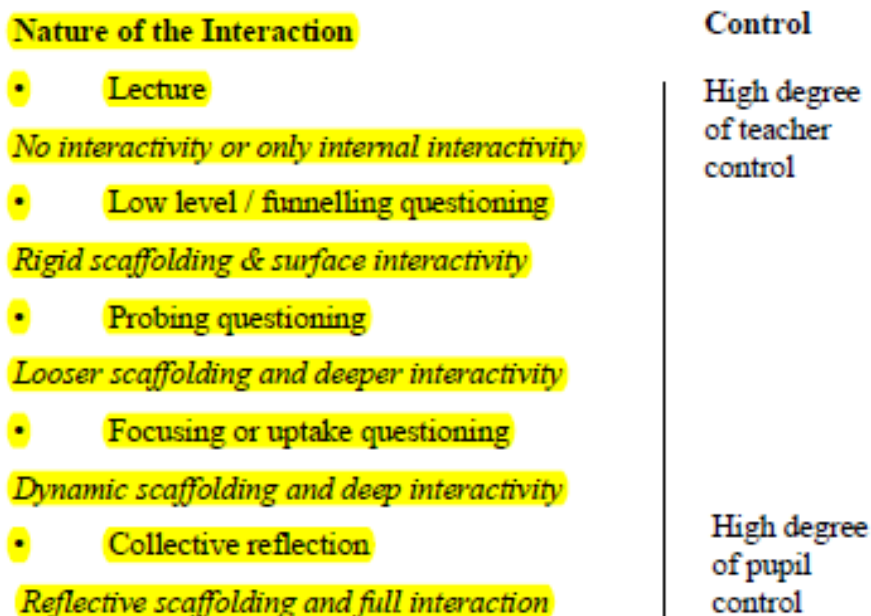 Nature of the Interaction
• Lecture
No interactivity or only internal interactivity
• Low level / funnelling questioning
Rigid scaffolding & surface interactivity
• Probing questioning
Looser scaffolding and deeper interactivity
• Focusing or uptake questioning
Dynamic scaffolding and deep interactivity
• Collective reflection
Reflective scaffolding and full interaction
Control
High degree
of teacher
control
High degree
of pupil
control